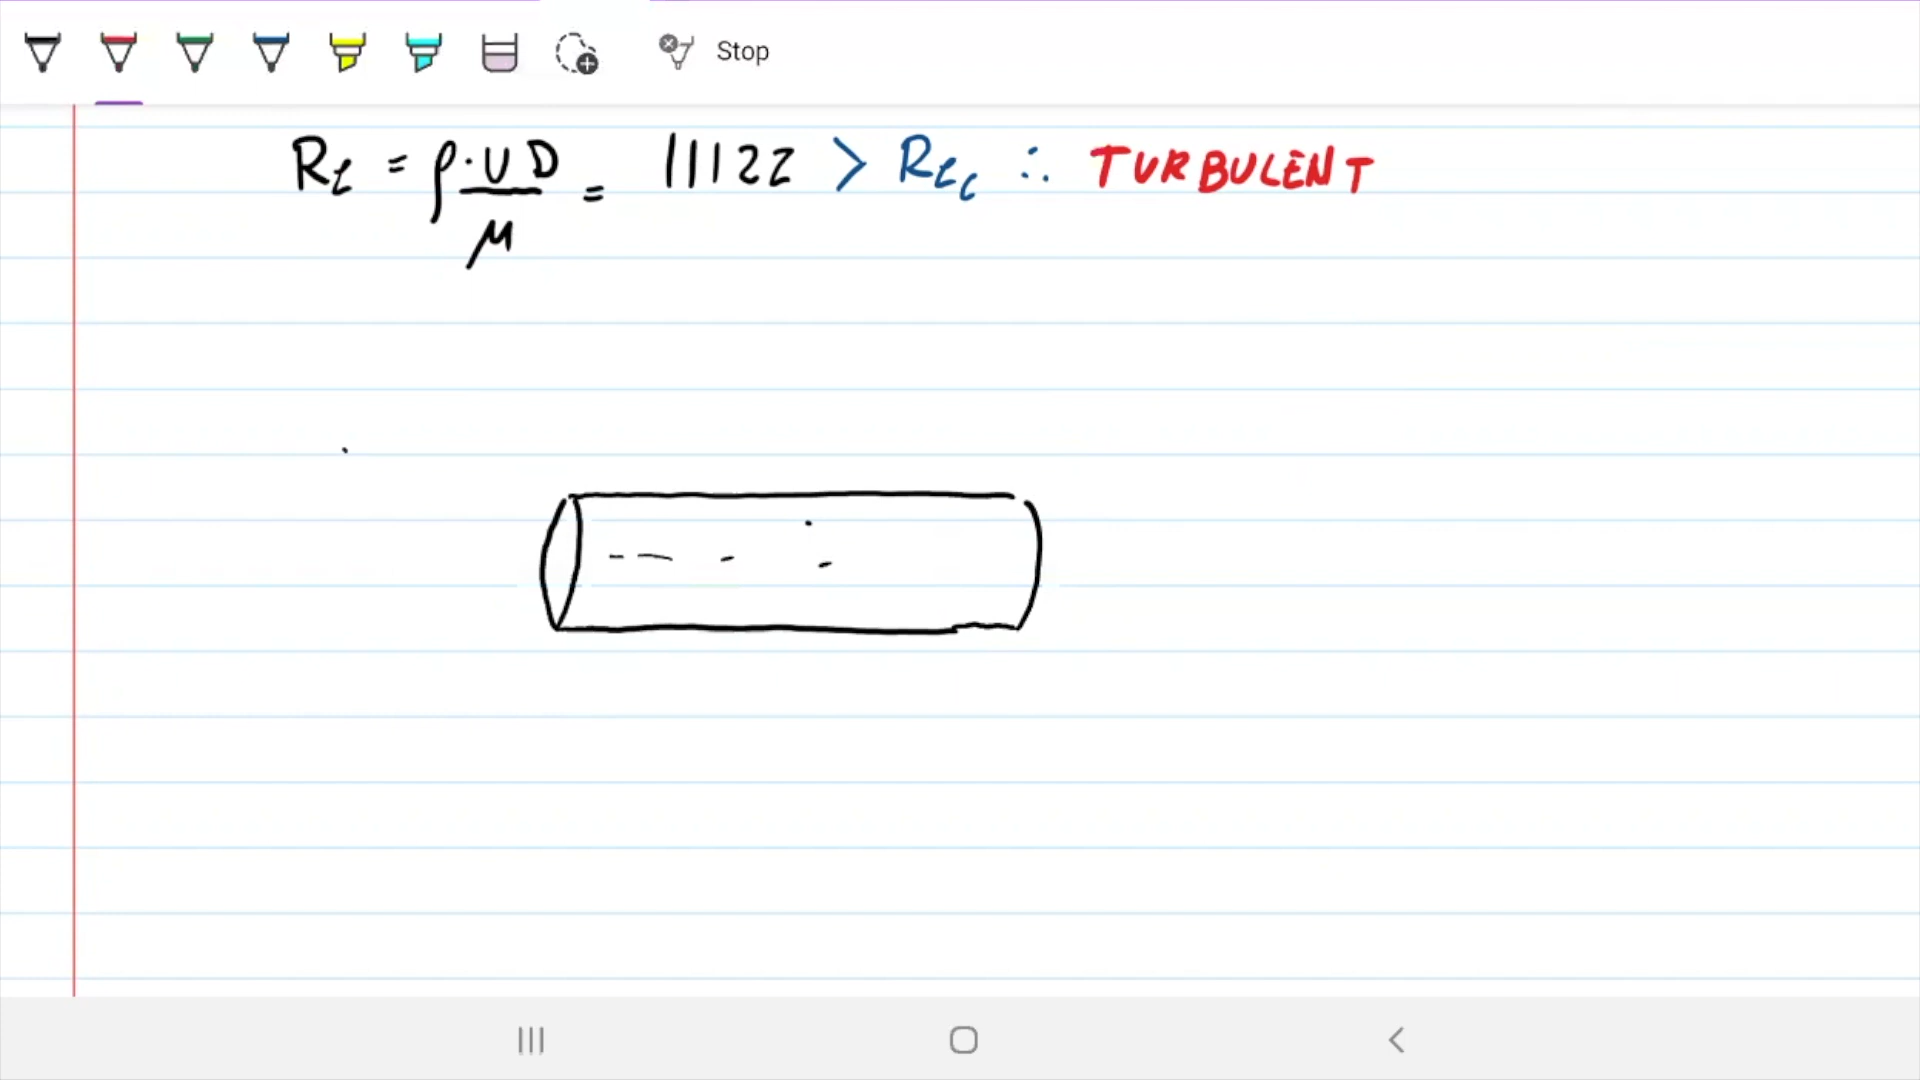 Stop
Re = ρ·UD/μ = 11122 > Rec ∴ TURBULENT